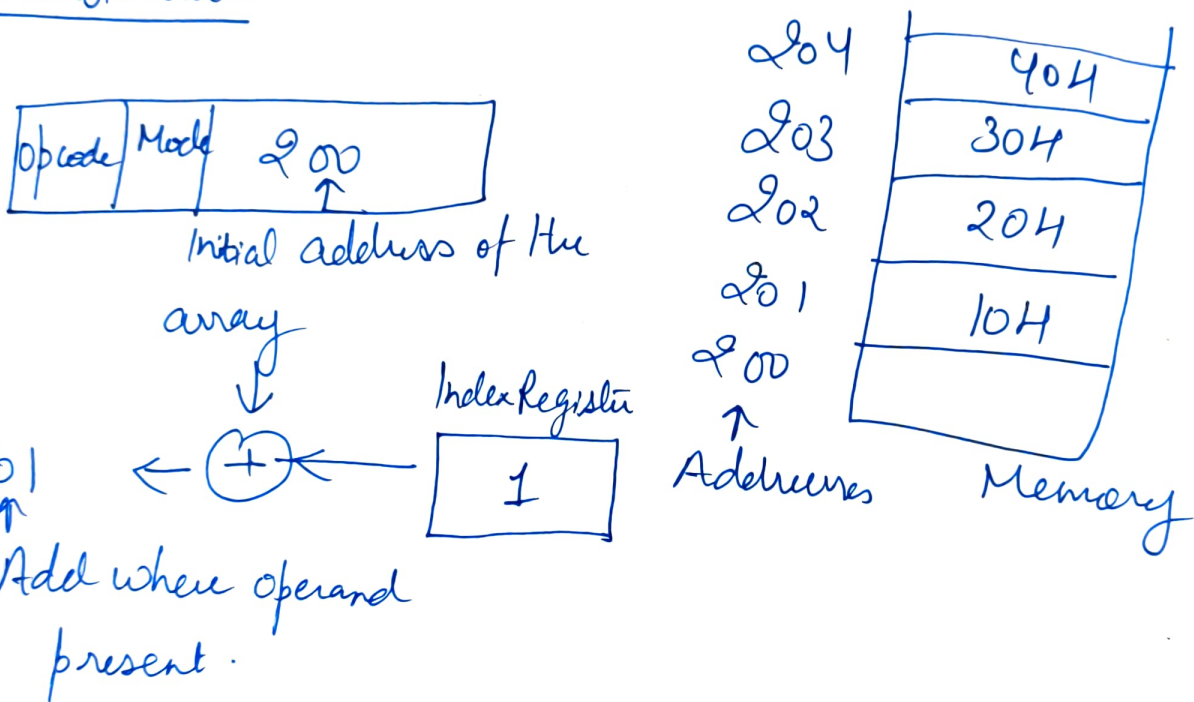 Opcode Mode 200
Initial address of the
array
Index Register
1
+
01
Add where operand
present.
204 404
203 304
202 204
201 104
200
Addresses Memory